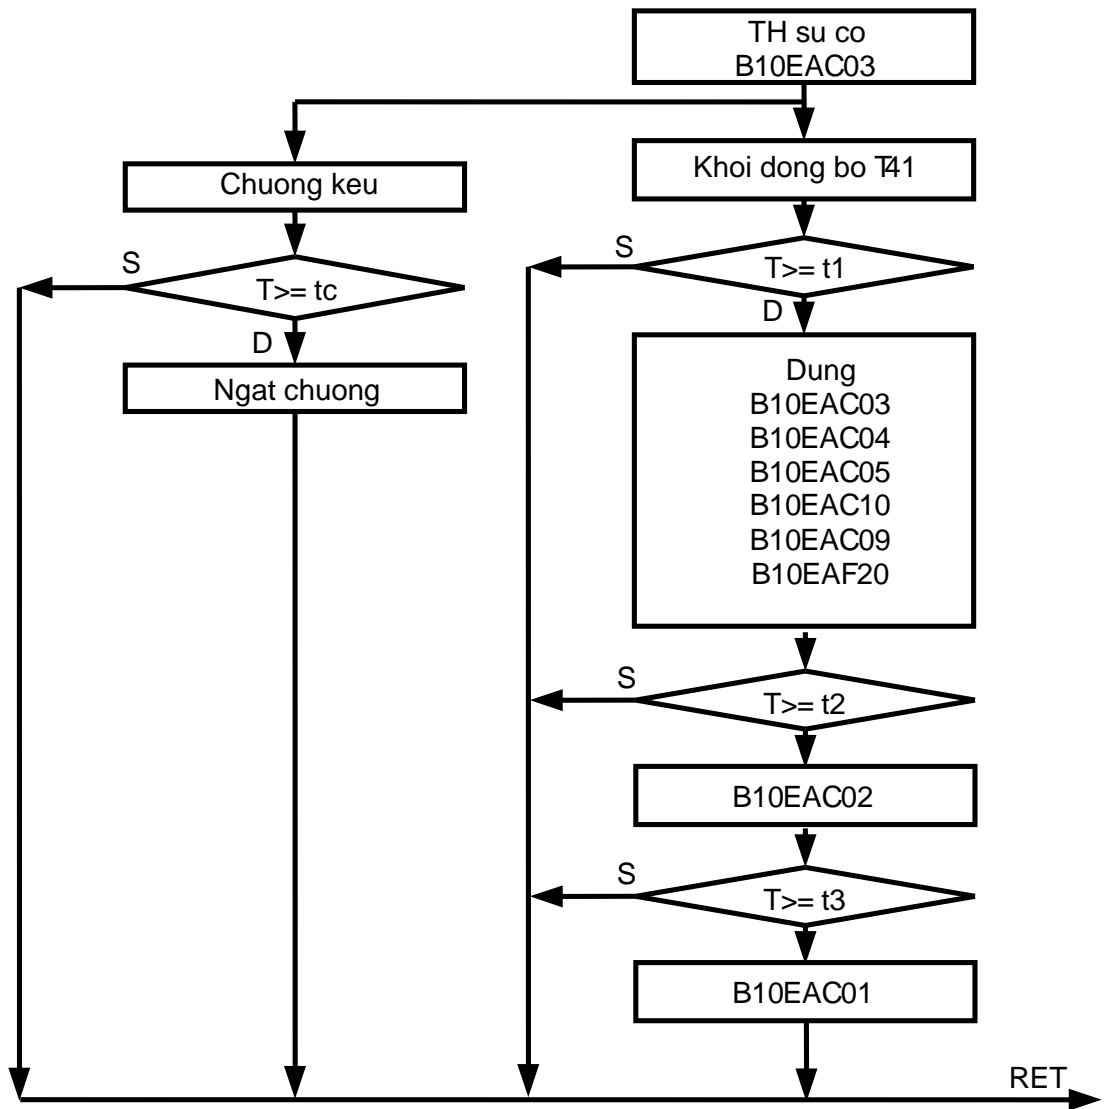 TH su co
B10EAC03
Chuong keu
Khoi dong bo T41
S
T>= t1
S
T>= tc
D
D
Ngat chuong
Dung
B10EAC03
B10EAC04
B10EAC05
B10EAC10
B10EAC09
B10EAF20
S
T>= t2
B10EAC02
S
T>= t3
B10EAC01
RET